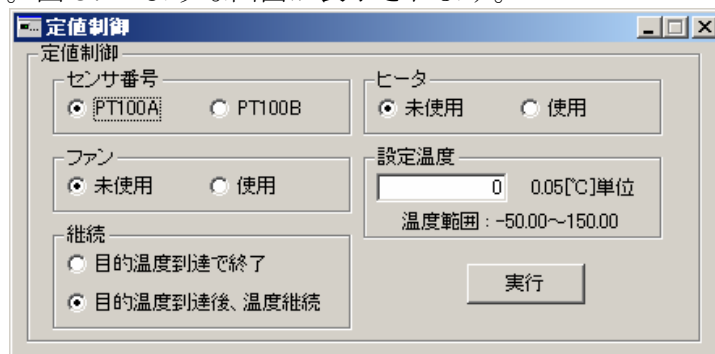 定値制御
定値制御
センサ番号
PT100A PT100B
ヒータ
未使用 使用
ファン
未使用 使用
設定温度
0 0.05[℃]単位
温度範囲:-50.00~150.00
継続
目的温度到達で終了
目的温度到達後、温度継続
実行